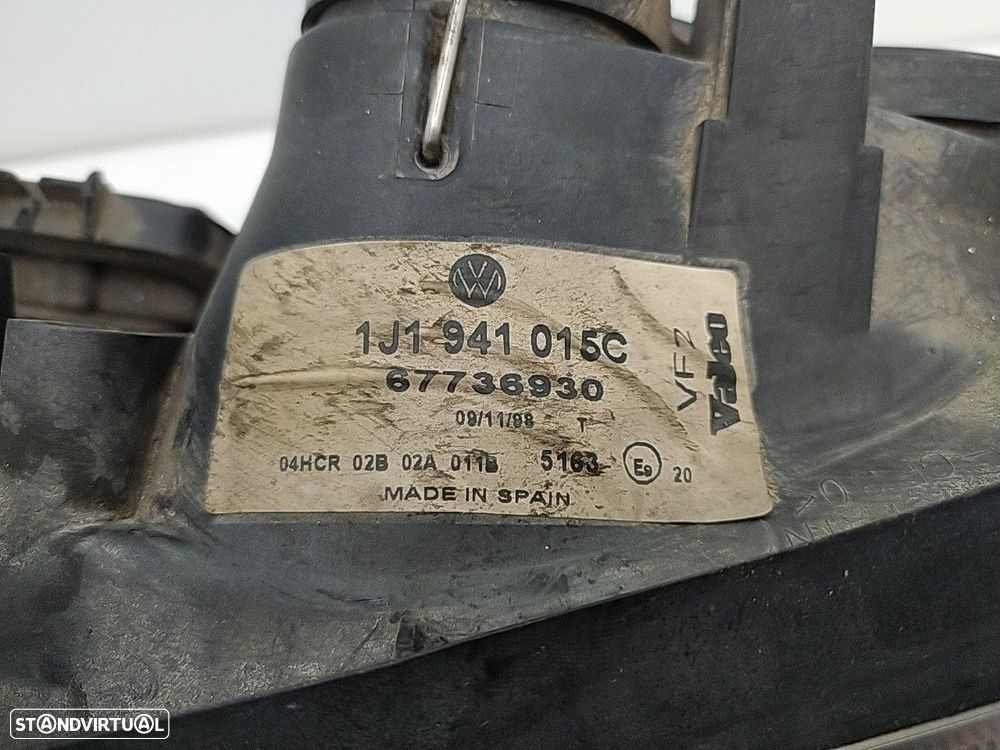 1J1 941 015C
67736930
09/11/98 T
04HCR 02B 02A 011B 5163 E9 20
MADE IN SPAIN
VF2
Valeo
STANDVIRTUAL